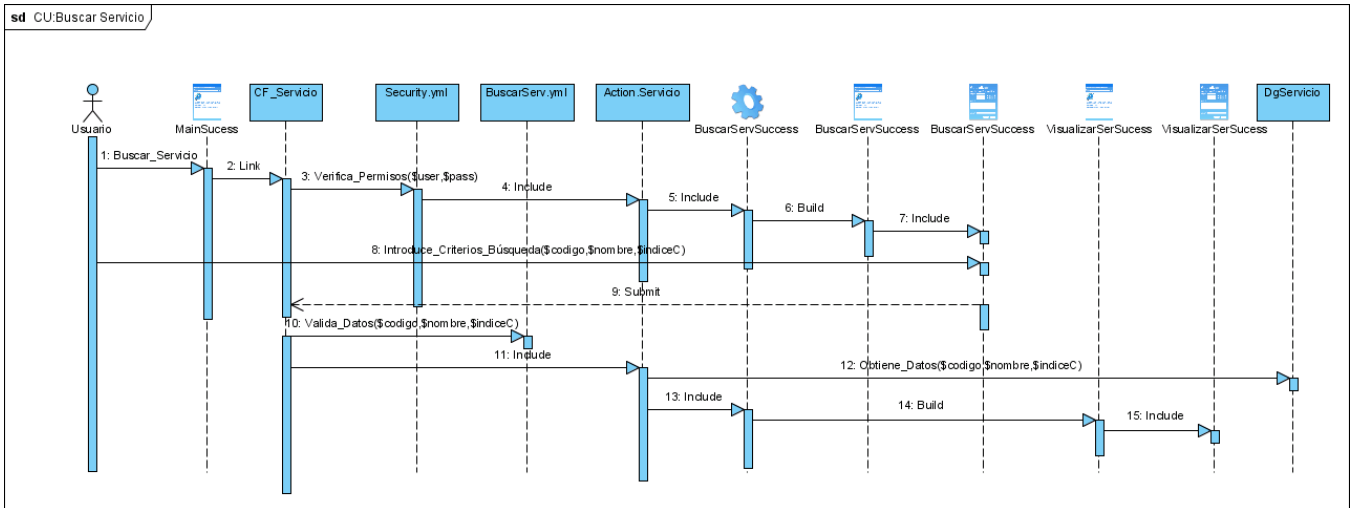 sd CU:Buscar Servicio
CF_Servicio
Security.yml
BuscarServ.yml
Action.Servicio
DgServicio
Usuario
MainSucess
BuscarServSuccess
BuscarServSuccess
BuscarServSuccess
VisualizarSerSucess
VisualizarSerSucess
1: Buscar_Servicio
2: Link
3: Verifica_Permisos($user,$pass)
4: Include
5: Include
6: Build
7: Include
8: Introduce_Criterios_Búsqueda($codigo,$nombre,$indiceC)
9: Submit
10: Valida_Datos($codigo,$nombre,$indiceC)
11: Include
12: Obtiene_Datos($codigo,$nombre,$indiceC)
13: Include
14: Build
15: Include